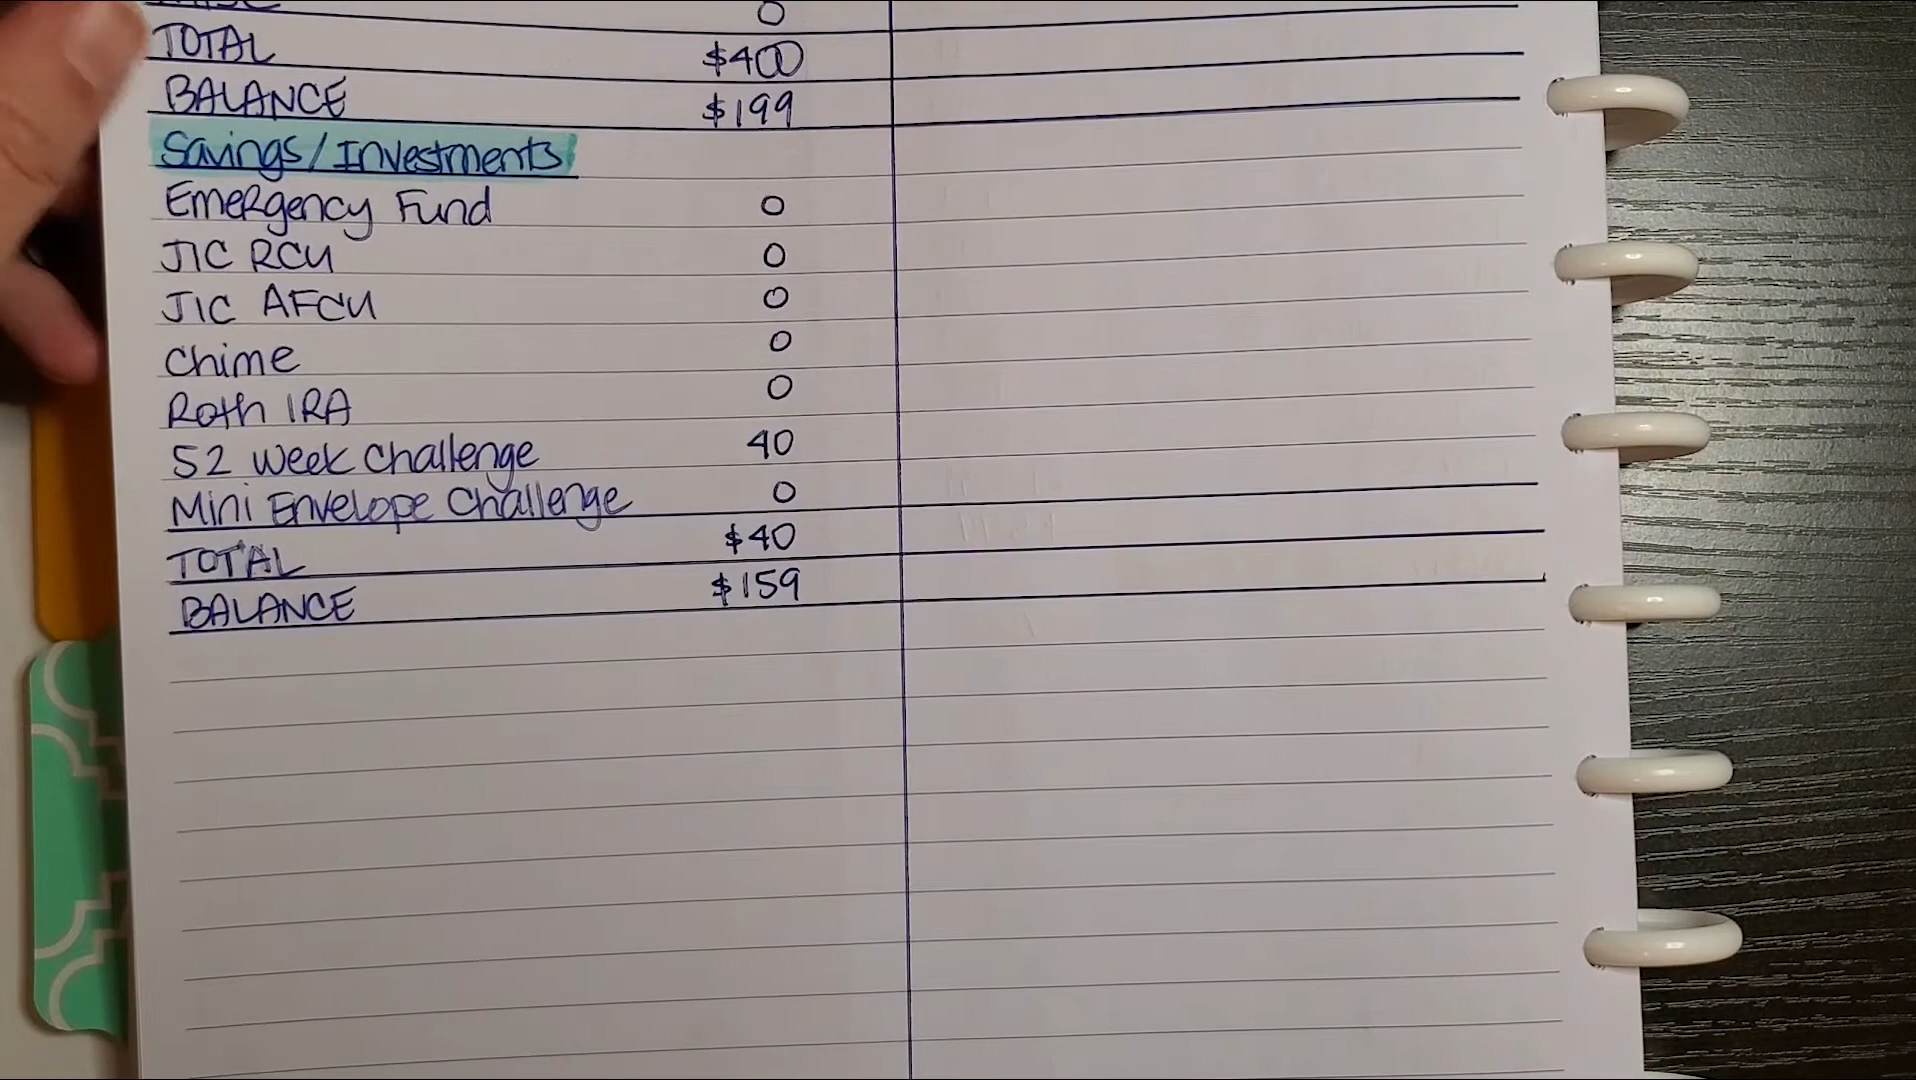 0
TOTAL $400
BALANCE $199
Savings/Investments
Emergency Fund 0
JIC RCU 0
JIC AFCU 0
Chime 0
Roth IRA 0
52 Week Challenge 40
Mini Envelope Challenge 0
TOTAL $40
BALANCE $159